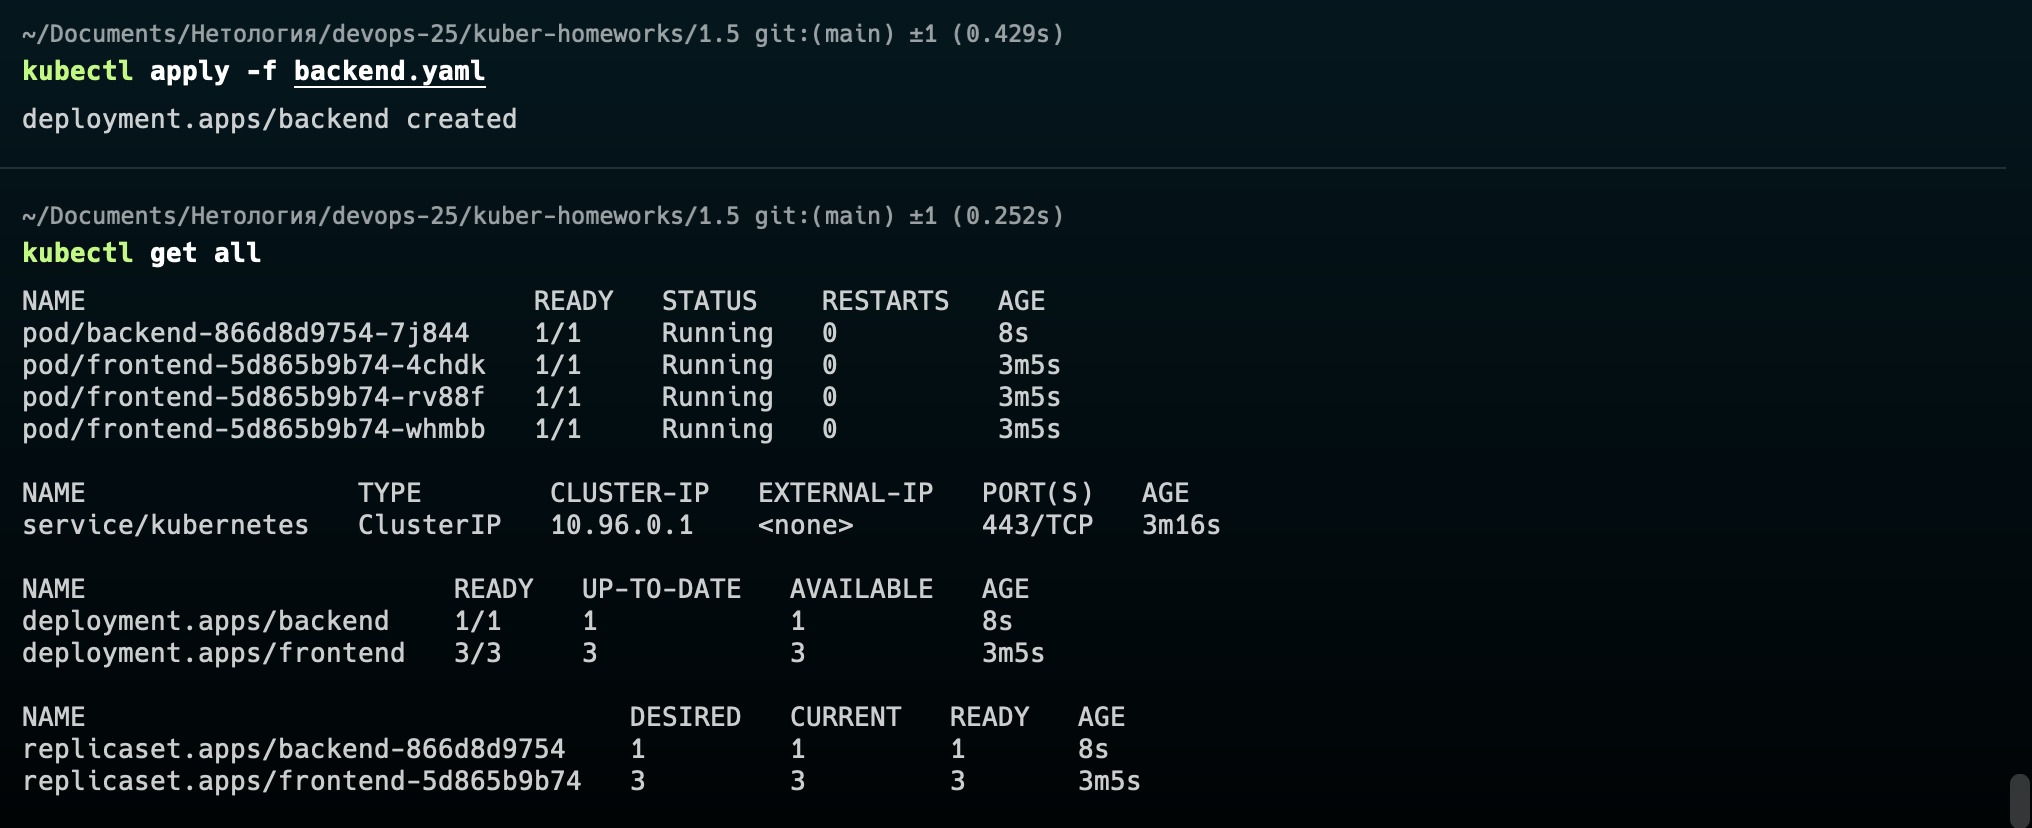 ~/Documents/Нетология/devops-25/kuber-homeworks/1.5 git:(main) ±1 (0.429s)
kubectl apply -f backend.yaml
deployment.apps/backend created
~/Documents/Нетология/devops-25/kuber-homeworks/1.5 git:(main) ±1 (0.252s)
kubectl get all
NAME                            READY   STATUS    RESTARTS   AGE
pod/backend-866d8d9754-7j844    1/1     Running   0          8s
pod/frontend-5d865b9b74-4chdk   1/1     Running   0          3m5s
pod/frontend-5d865b9b74-rv88f   1/1     Running   0          3m5s
pod/frontend-5d865b9b74-whmbb   1/1     Running   0          3m5s
NAME                 TYPE        CLUSTER-IP   EXTERNAL-IP   PORT(S)   AGE
service/kubernetes   ClusterIP   10.96.0.1    <none>        443/TCP   3m16s
NAME                       READY   UP-TO-DATE   AVAILABLE   AGE
deployment.apps/backend    1/1     1            1           8s
deployment.apps/frontend   3/3     3            3           3m5s
NAME                                  DESIRED   CURRENT   READY   AGE
replicaset.apps/backend-866d8d9754    1         1         1       8s
replicaset.apps/frontend-5d865b9b74   3         3         3       3m5s